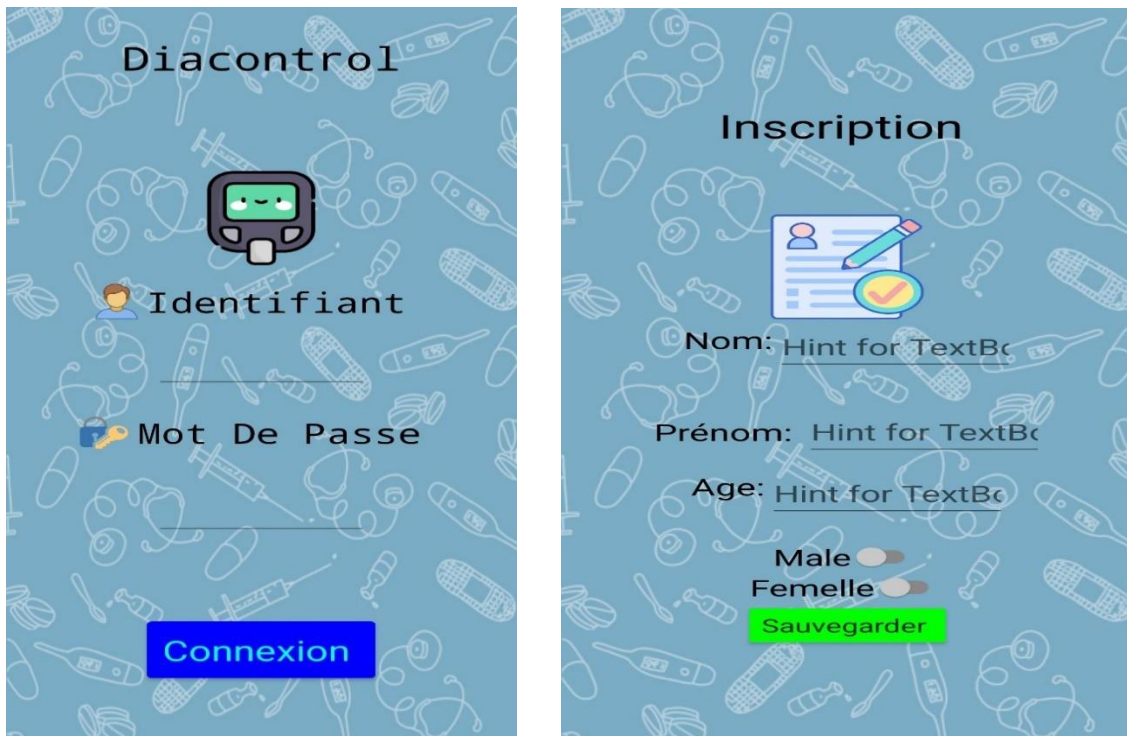 Diacontrol
Identifiant
Mot De Passe
Connexion
Inscription
Nom: Hint for TextBo
Prénom: Hint for TextBo
Age: Hint for TextBo
Male
Femelle
Sauvegarder